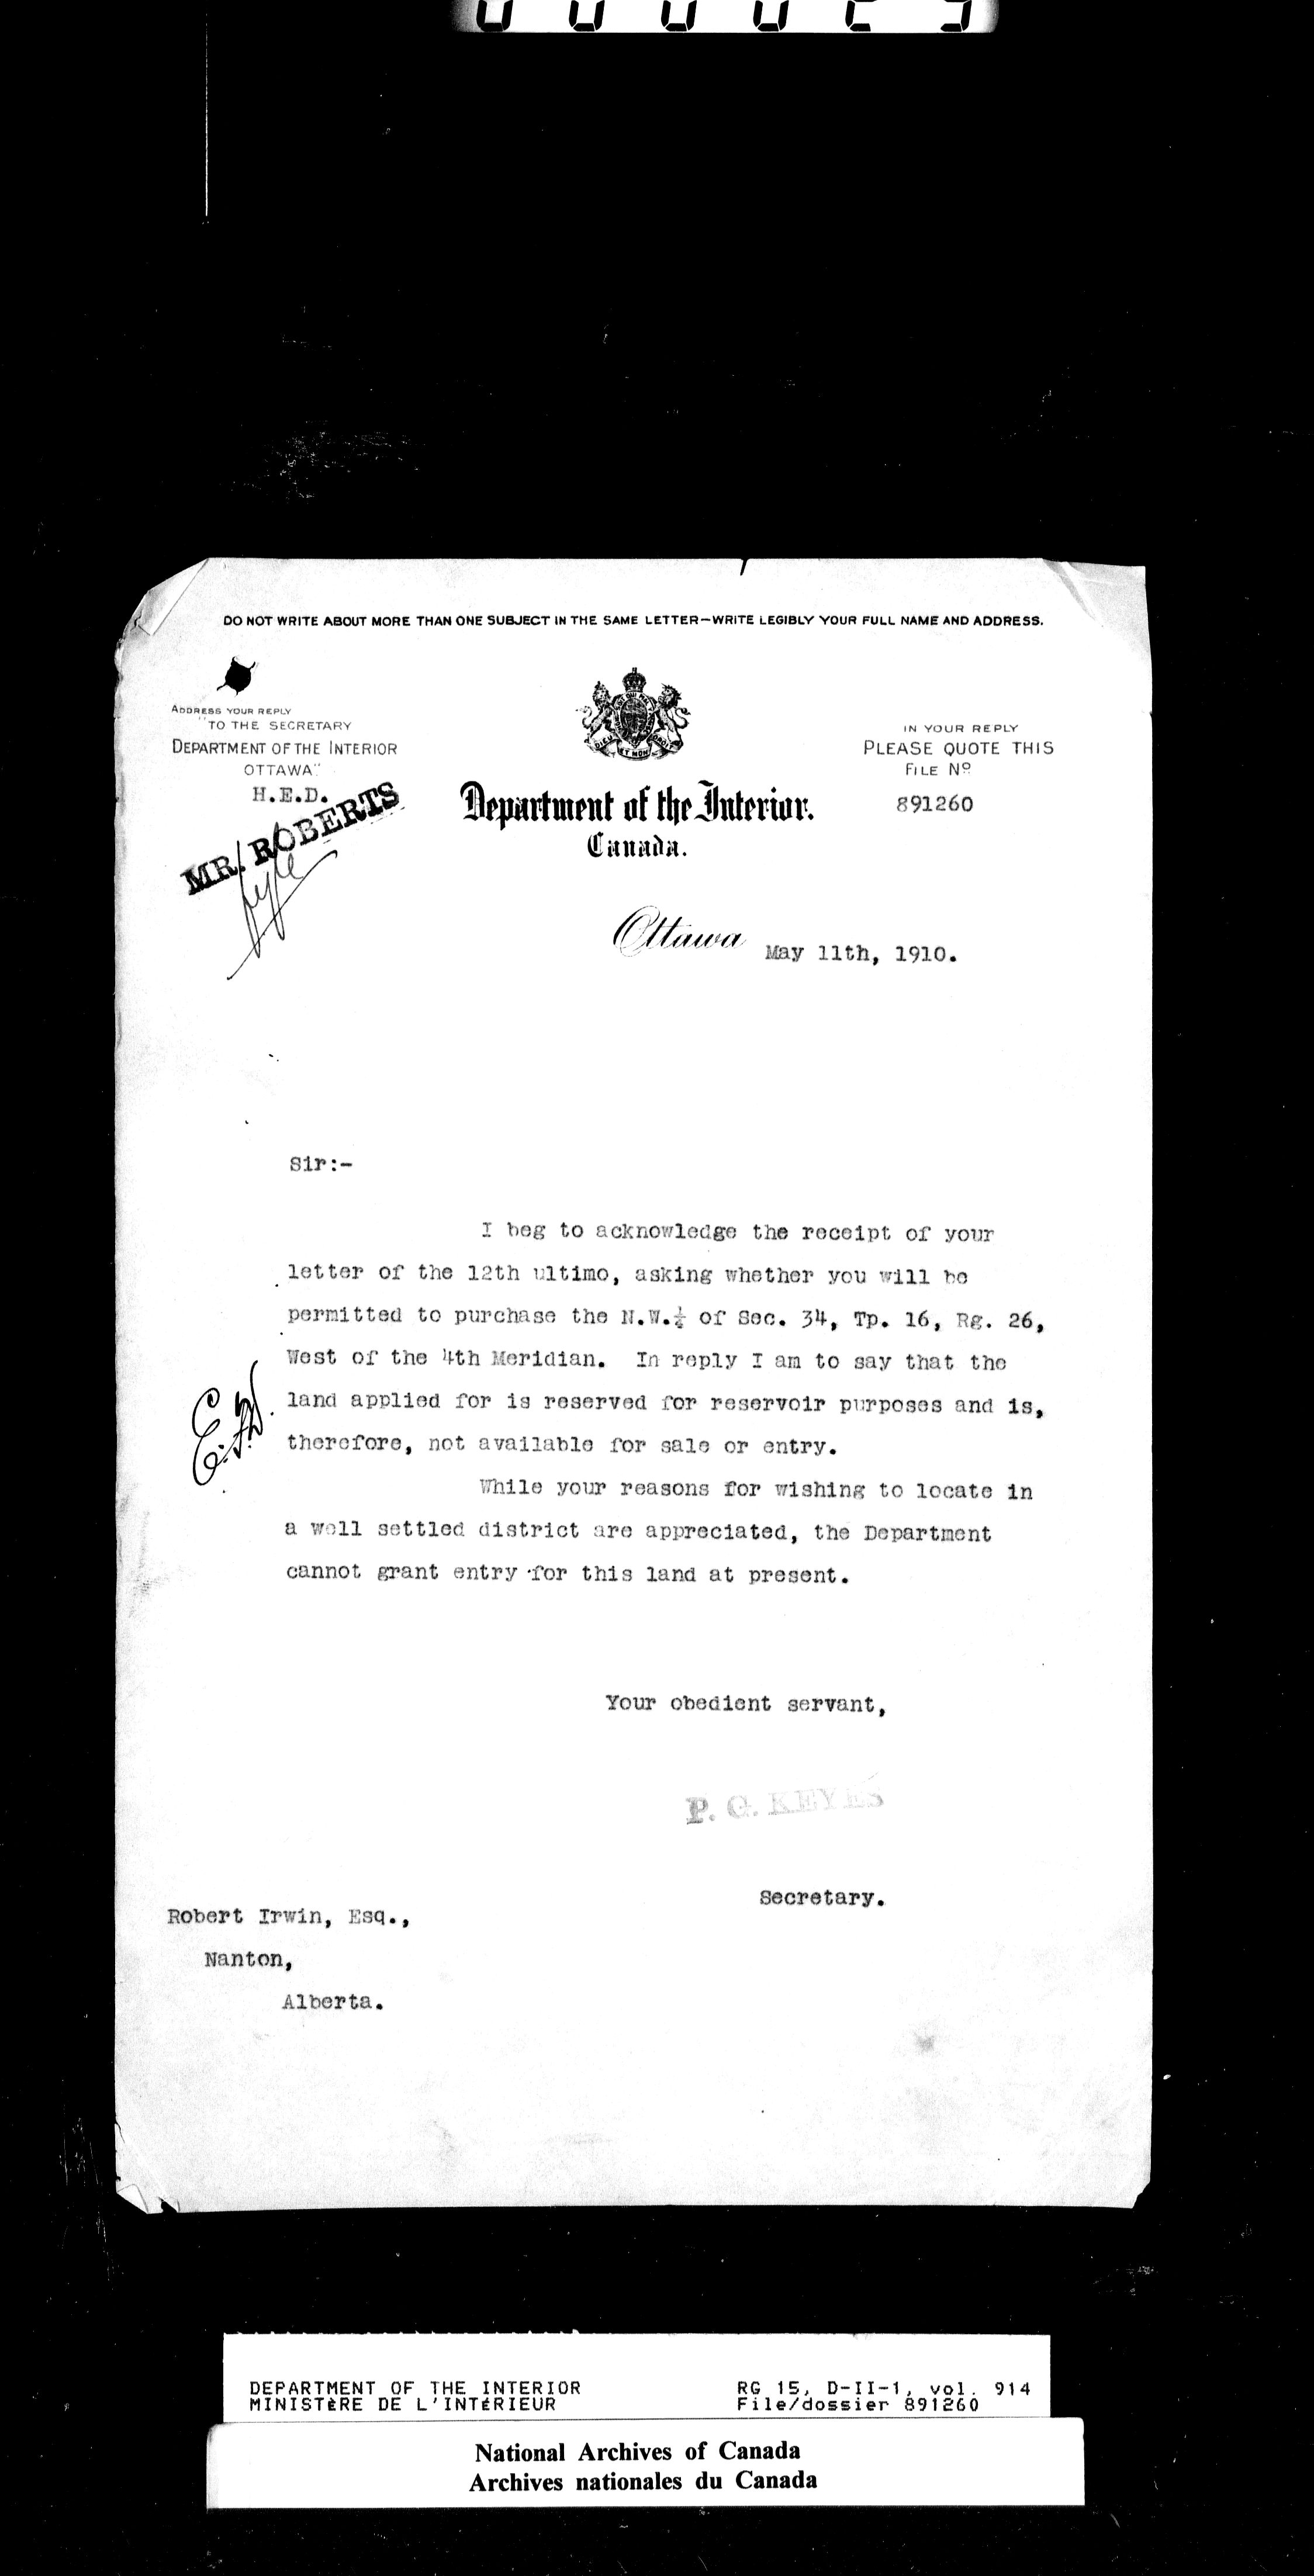 DO NOT WRITE ABOUT MORE THAN ONE SUBJECT IN THE SAME LETTER—WRITE LEGIBLY YOUR FULL NAME AND ADDRESS.
ADDRESS YOUR REPLY
"TO THE SECRETARY
DEPARTMENT OF THE INTERIOR
OTTAWA"
H.E.D.
MR. ROBERTS
DIEU ET MON DROIT
Department of the Interior.
Canada.
IN YOUR REPLY
PLEASE QUOTE THIS
FILE No
891260
Ottawa May 11th, 1910.
Sir:-
I beg to acknowledge the receipt of your
letter of the 12th ultimo, asking whether you will be
permitted to purchase the N.W.¼ of Sec. 34, Tp. 16, Rg. 26,
West of the 4th Meridian. In reply I am to say that the
land applied for is reserved for reservoir purposes and is,
therefore, not available for sale or entry.
While your reasons for wishing to locate in
a well settled district are appreciated, the Department
cannot grant entry for this land at present.
Your obedient servant,
P. G. KEYES
Secretary.
Robert Irwin, Esq.,
Nanton,
Alberta.
DEPARTMENT OF THE INTERIOR RG 15, D-II-1, vol. 914
MINISTÈRE DE L'INTÉRIEUR File/dossier 891260
National Archives of Canada
Archives nationales du Canada